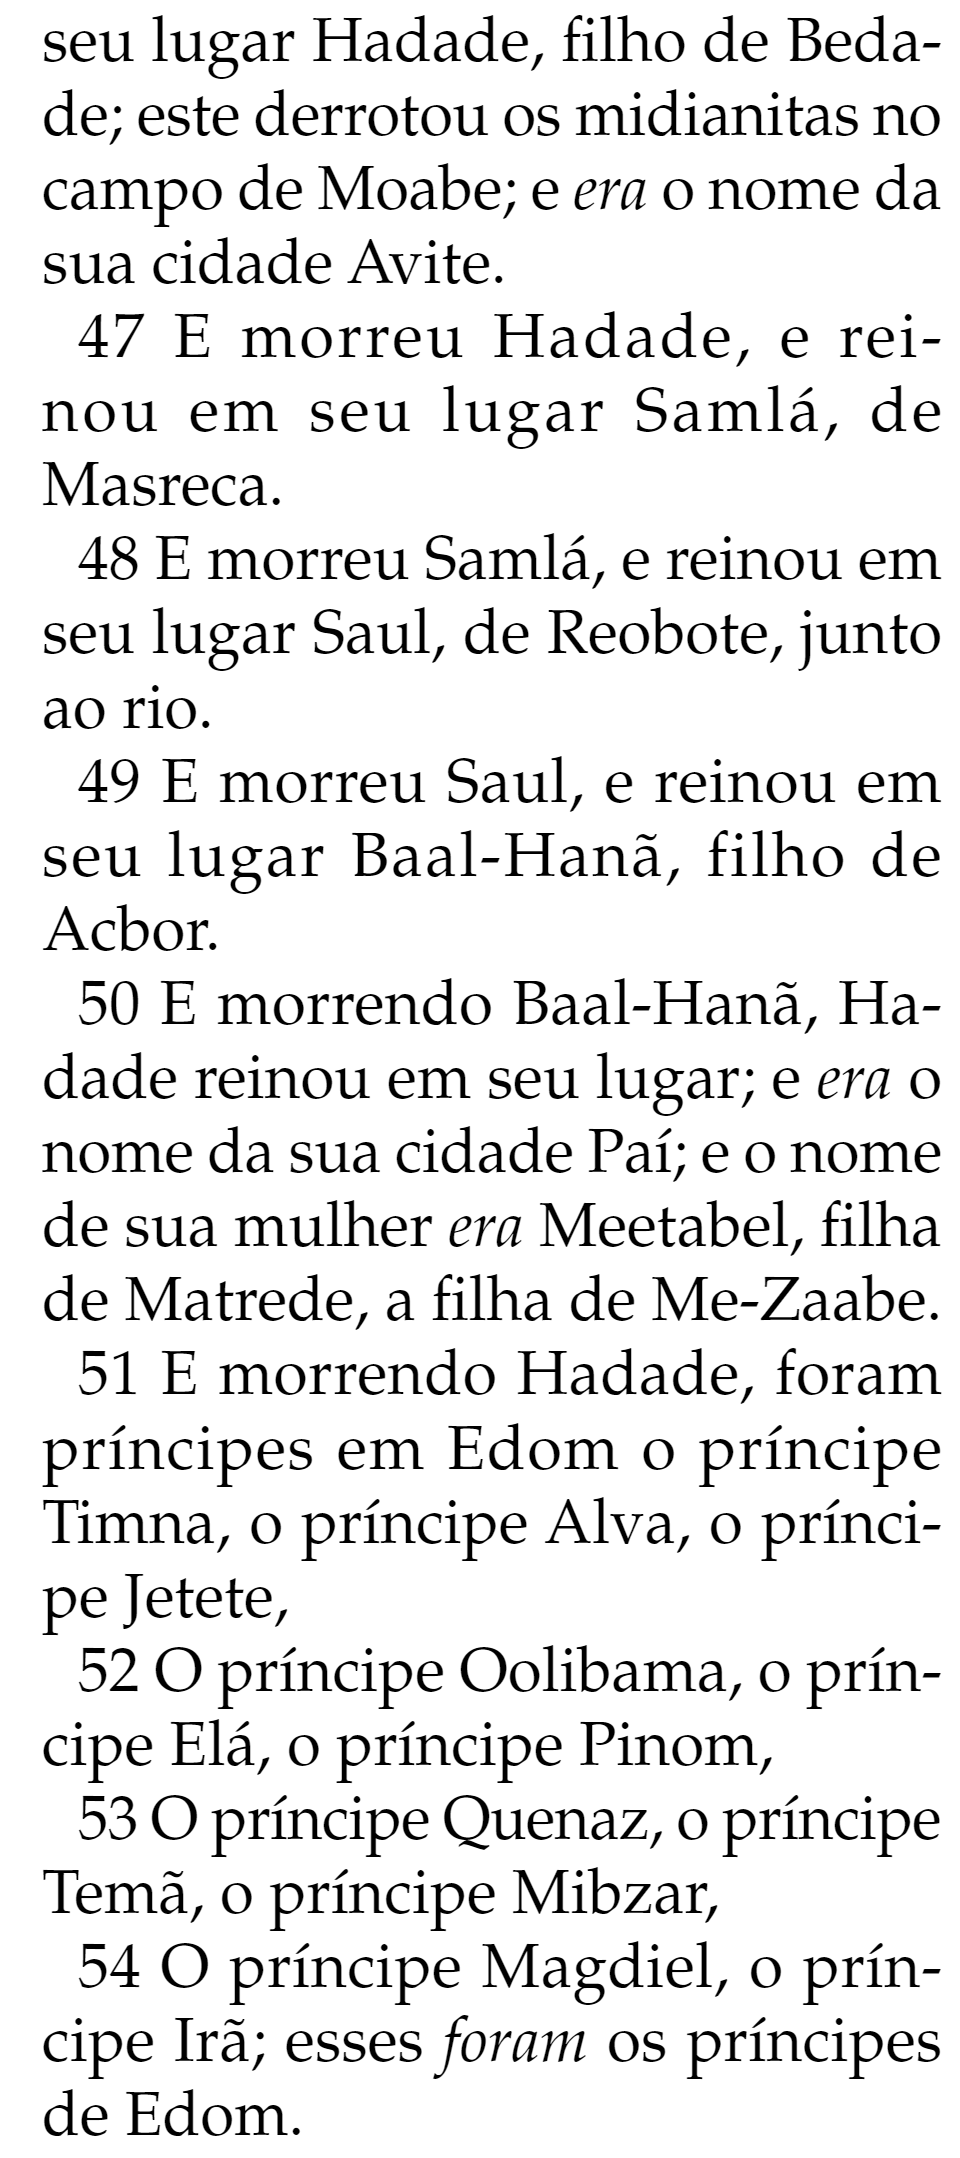 seu lugar Hadade, filho de Beda-
de; este derrotou os midianitas no
campo de Moabe; e era o nome da
sua cidade Avite.
47 E morreu Hadade, e rei-
nou em seu lugar Samlá, de
Masreca.
48 E morreu Samlá, e reinou em
seu lugar Saul, de Reobote, junto
ao rio.
49 E morreu Saul, e reinou em
seu lugar Baal-Hanã, filho de
Acbor.
50 E morrendo Baal-Hanã, Ha-
dade reinou em seu lugar; e era o
nome da sua cidade Paí; e o nome
de sua mulher era Meetabel, filha
de Matrede, a filha de Me-Zaabe.
51 E morrendo Hadade, foram
príncipes em Edom o príncipe
Timna, o príncipe Alva, o prínci-
pe Jetete,
52 O príncipe Oolibama, o prín-
cipe Elá, o príncipe Pinom,
53 O príncipe Quenaz, o príncipe
Temã, o príncipe Mibzar,
54 O príncipe Magdiel, o prín-
cipe Irã; esses foram os príncipes
de Edom.